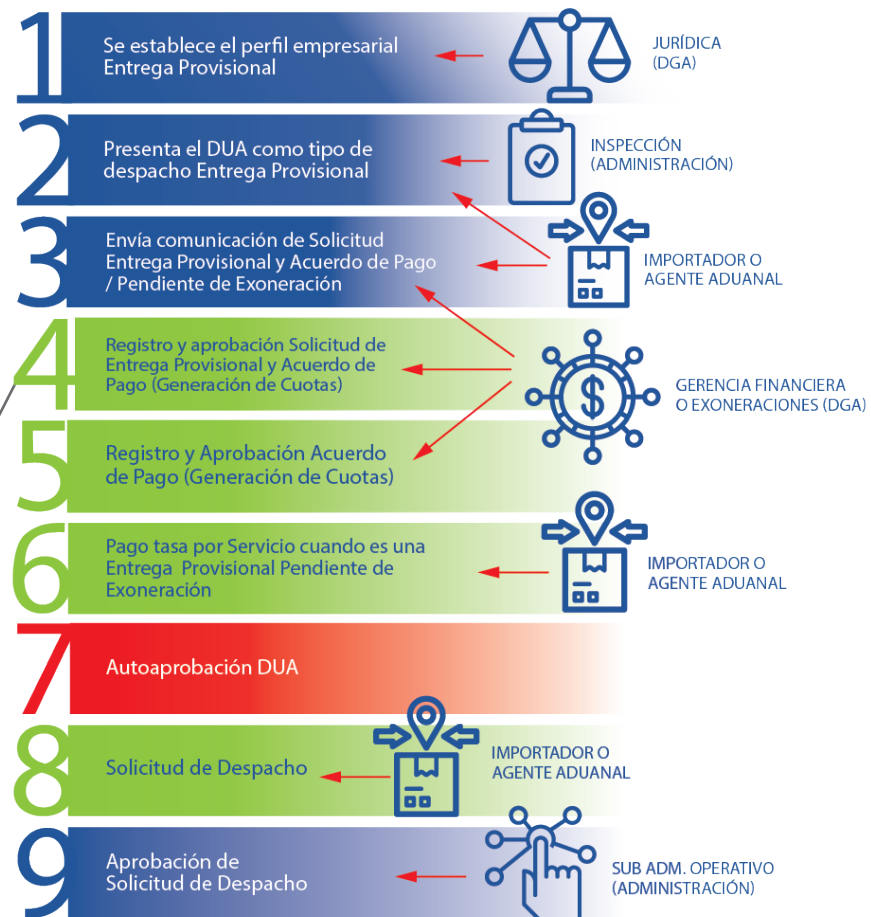 1
Se establece el perfil empresarial
Entrega Provisional
JURÍDICA
(DGA)
2
Presenta el DUA como tipo de
despacho Entrega Provisional
INSPECCIÓN
(ADMINISTRACIÓN)
3
Envía comunicación de Solicitud
Entrega Provisional y Acuerdo de Pago
/ Pendiente de Exoneración
IMPORTADOR O
AGENTE ADUANAL
4
Registro y aprobación Solicitud de
Entrega Provisional y Acuerdo de
Pago (Generación de Cuotas)
$
GERENCIA FINANCIERA
O EXONERACIONES (DGA)
5
Registro y Aprobación Acuerdo
de Pago (Generación de Cuotas)
6
Pago tasa por Servicio cuando es una
Entrega Provisional Pendiente de
Exoneración
IMPORTADOR O
AGENTE ADUANAL
7
Autoaprobación DUA
8
Solicitud de Despacho
IMPORTADOR O
AGENTE ADUANAL
9
Aprobación de
Solicitud de Despacho
SUB ADM. OPERATIVO
(ADMINISTRACIÓN)